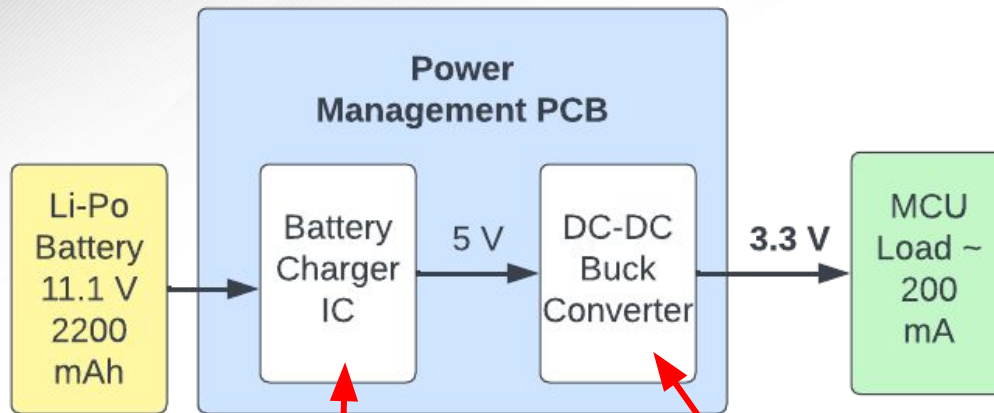 Power
Management PCB
Li-Po
Battery
11.1 V
2200
mAh
Battery
Charger
IC
5 V
DC-DC
Buck
Converter
3.3 V
MCU
Load ~
200
mA